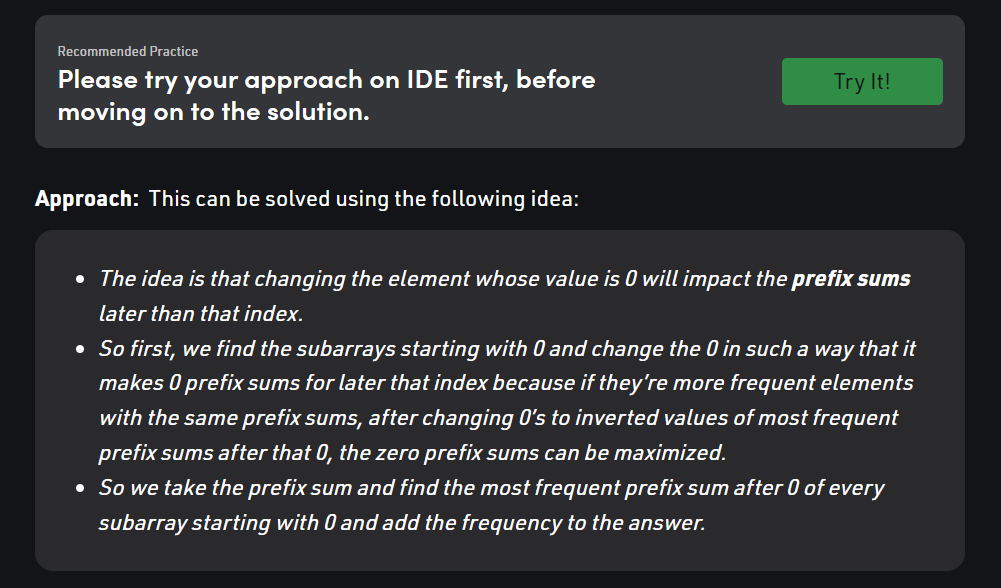 Recommended Practice
Please try your approach on IDE first, before
moving on to the solution.
Try It!
Approach: This can be solved using the following idea:
• The idea is that changing the element whose value is 0 will impact the prefix sums
later than that index.
• So first, we find the subarrays starting with 0 and change the 0 in such a way that it
makes 0 prefix sums for later that index because if they’re more frequent elements
with the same prefix sums, after changing 0’s to inverted values of most frequent
prefix sums after that 0, the zero prefix sums can be maximized.
• So we take the prefix sum and find the most frequent prefix sum after 0 of every
subarray starting with 0 and add the frequency to the answer.